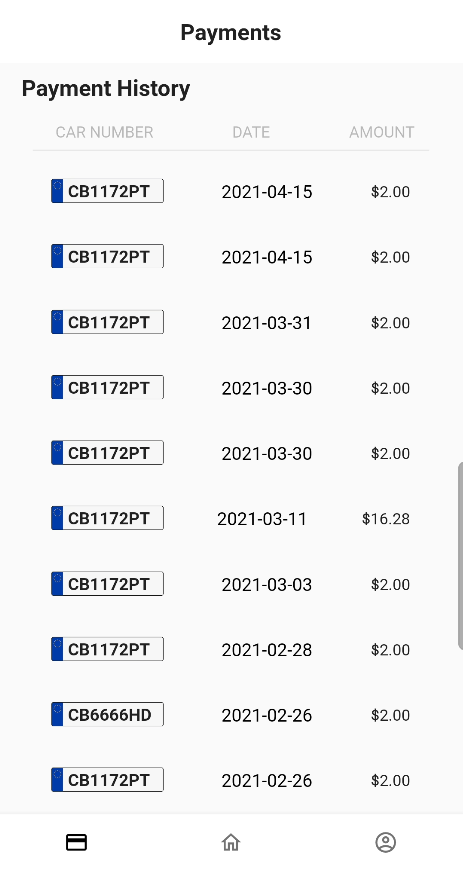 Payments
Payment History
CAR NUMBER DATE AMOUNT
CB1172PT 2021-04-15 $2.00
CB1172PT 2021-04-15 $2.00
CB1172PT 2021-03-31 $2.00
CB1172PT 2021-03-30 $2.00
CB1172PT 2021-03-30 $2.00
CB1172PT 2021-03-11 $16.28
CB1172PT 2021-03-03 $2.00
CB1172PT 2021-02-28 $2.00
CB6666HD 2021-02-26 $2.00
CB1172PT 2021-02-26 $2.00